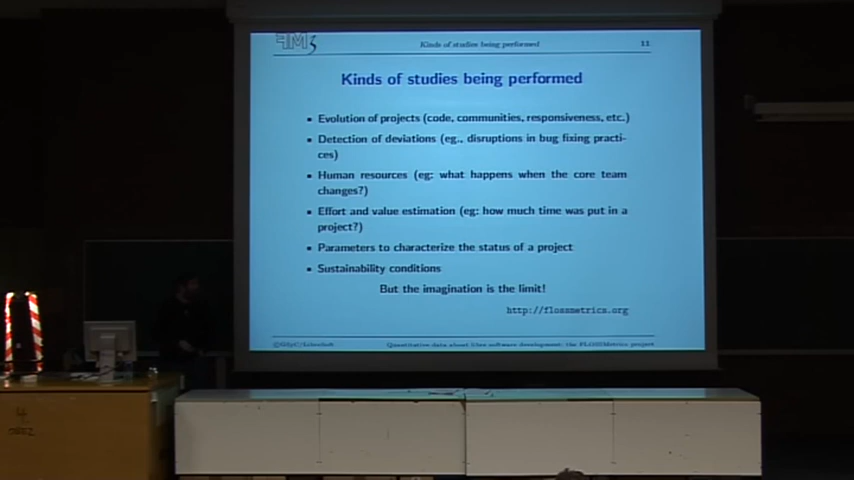 Kinds of studies being performed 11
Kinds of studies being performed
• Evolution of projects (code, communities, responsiveness, etc.)
• Detection of deviations (eg., disruptions in bug fixing practi-
ces)
• Human resources (eg: what happens when the core team
changes?)
• Effort and value estimation (eg: how much time was put in a
project?)
• Parameters to characterize the status of a project
• Sustainability conditions
But the imagination is the limit!
http://flossmetrics.org
Quantitative data about libre software development: the FLOSSMetrics project